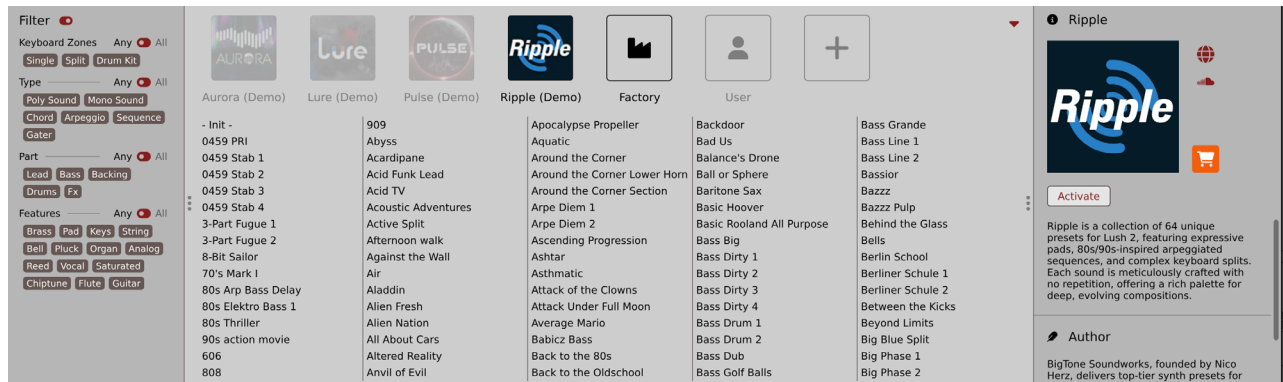 Filter
Keyboard Zones Any All
Single Split Drum Kit
Type Any All
Poly Sound Mono Sound
Chord Arpeggio Sequence
Gater
Part Any All
Lead Bass Backing
Drums Fx
Features Any All
Brass Pad Keys String
Bell Pluck Organ Analog
Reed Vocal Saturated
Chiptune Flute Guitar
AURORA
Lure
PULSE
Ripple
Aurora (Demo)
Lure (Demo)
Pulse (Demo)
Ripple (Demo)
Factory
User
- Init -
0459 PRI
0459 Stab 1
0459 Stab 2
0459 Stab 3
0459 Stab 4
3-Part Fugue 1
3-Part Fugue 2
8-Bit Sailor
70's Mark I
80s Arp Bass Delay
80s Elektro Bass 1
80s Thriller
90s action movie
606
808
909
Abyss
Acardipane
Acid Funk Lead
Acid TV
Acoustic Adventures
Active Split
Afternoon walk
Against the Wall
Air
Aladdin
Alien Fresh
Alien Nation
All About Cars
Altered Reality
Anvil of Evil
Apocalypse Propeller
Aquatic
Around the Corner
Around the Corner Lower Horn
Around the Corner Section
Arpe Diem 1
Arpe Diem 2
Ascending Progression
Ashtar
Asthmatic
Attack of the Clowns
Attack Under Full Moon
Average Mario
Babicz Bass
Back to the 80s
Back to the Oldschool
Backdoor
Bad Us
Balance's Drone
Ball or Sphere
Baritone Sax
Basic Hoover
Basic Rooland All Purpose
Bass Big
Bass Dirty 1
Bass Dirty 2
Bass Dirty 3
Bass Dirty 4
Bass Drum 1
Bass Drum 2
Bass Dub
Bass Golf Balls
Bass Grande
Bass Line 1
Bass Line 2
Bassior
Bazzz
Bazzz Pulp
Behind the Glass
Bells
Berlin School
Berliner Schule 1
Berliner Schule 2
Between the Kicks
Beyond Limits
Big Blue Split
Big Phase 1
Big Phase 2
Ripple
Ripple
Activate
Ripple is a collection of 64 unique
presets for Lush 2, featuring expressive
pads, 80s/90s-inspired arpeggiated
sequences, and complex keyboard splits.
Each sound is meticulously crafted with
no repetition, offering a rich palette for
deep, evolving compositions.
Author
BigTone Soundworks, founded by Nico
Herz, delivers top-tier synth presets for